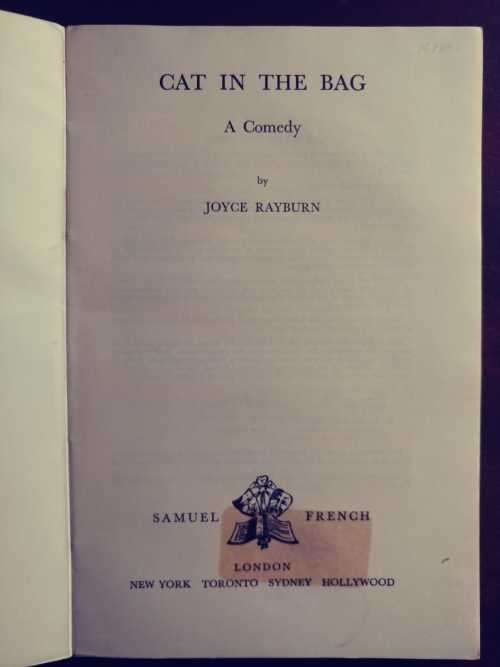 CAT IN THE BAG
A Comedy
by
JOYCE RAYBURN
SAMUEL FRENCH
LONDON
NEW YORK TORONTO SYDNEY HOLLYWOOD